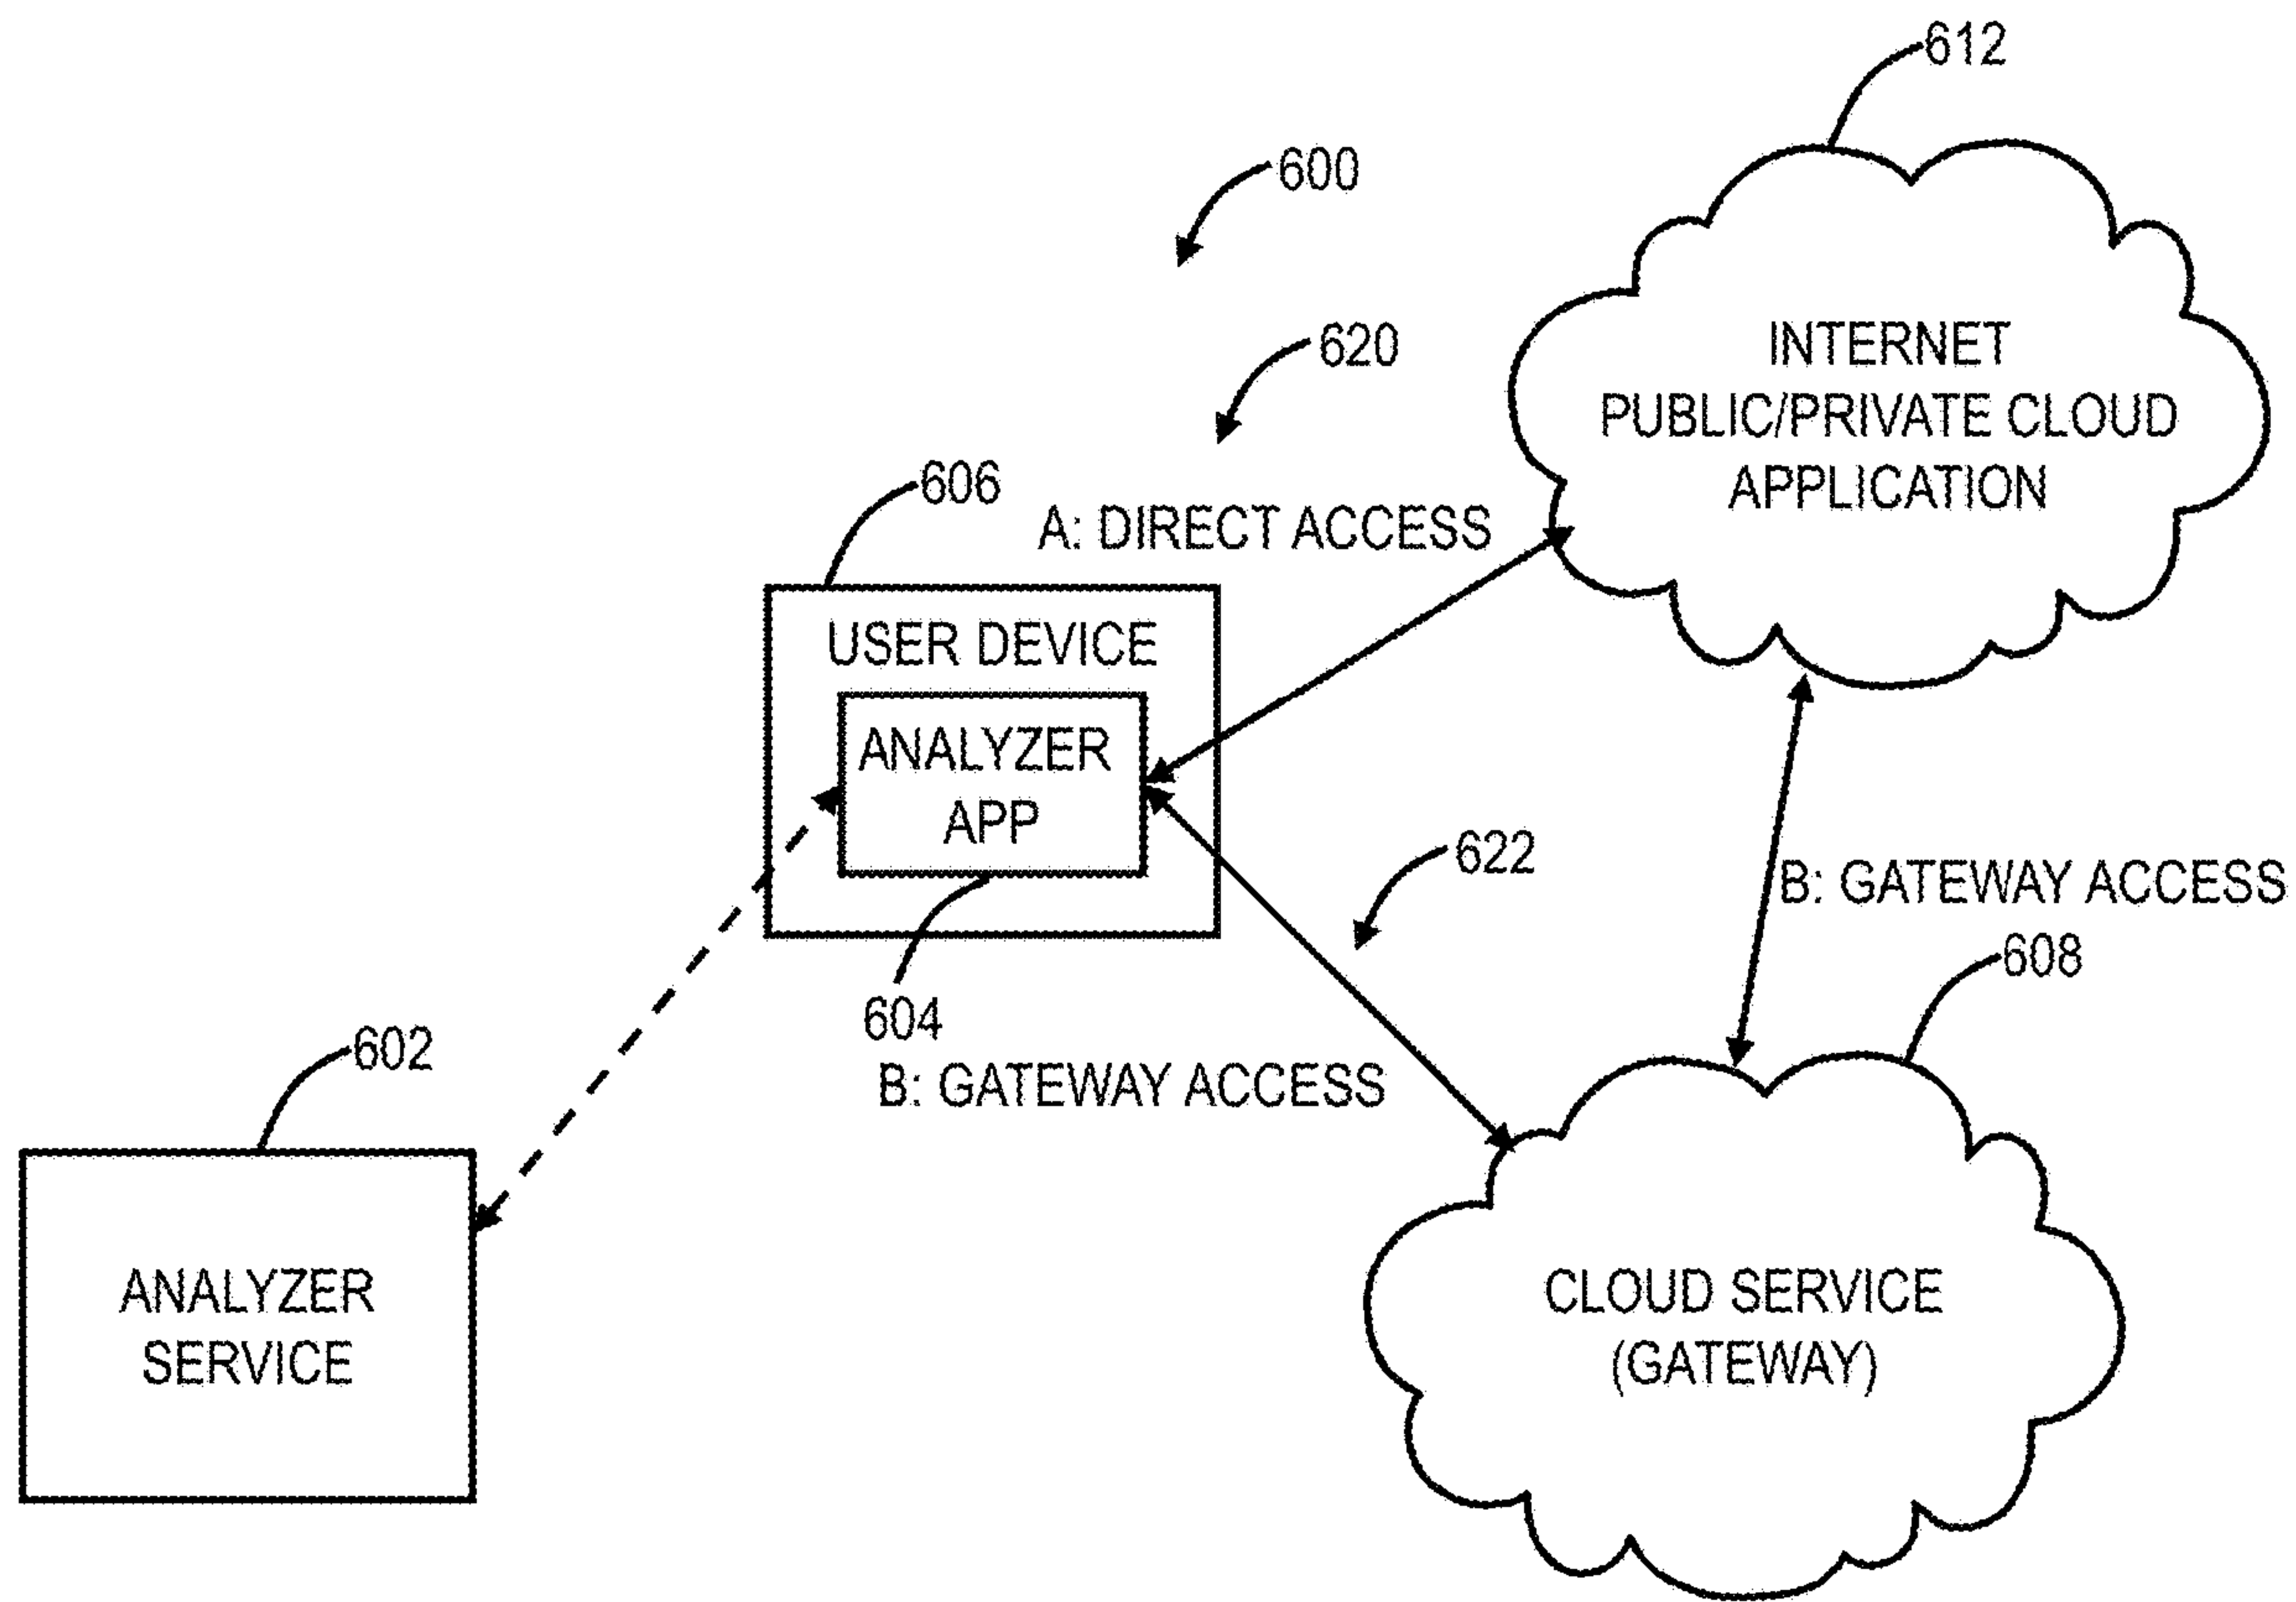 612
600
620
INTERNET
PUBLIC/PRIVATE CLOUD
APPLICATION
606
A: DIRECT ACCESS
USER DEVICE
ANALYZER
APP
622
B: GATEWAY ACCESS
608
604
602
B: GATEWAY ACCESS
ANALYZER
SERVICE
CLOUD SERVICE
(GATEWAY)